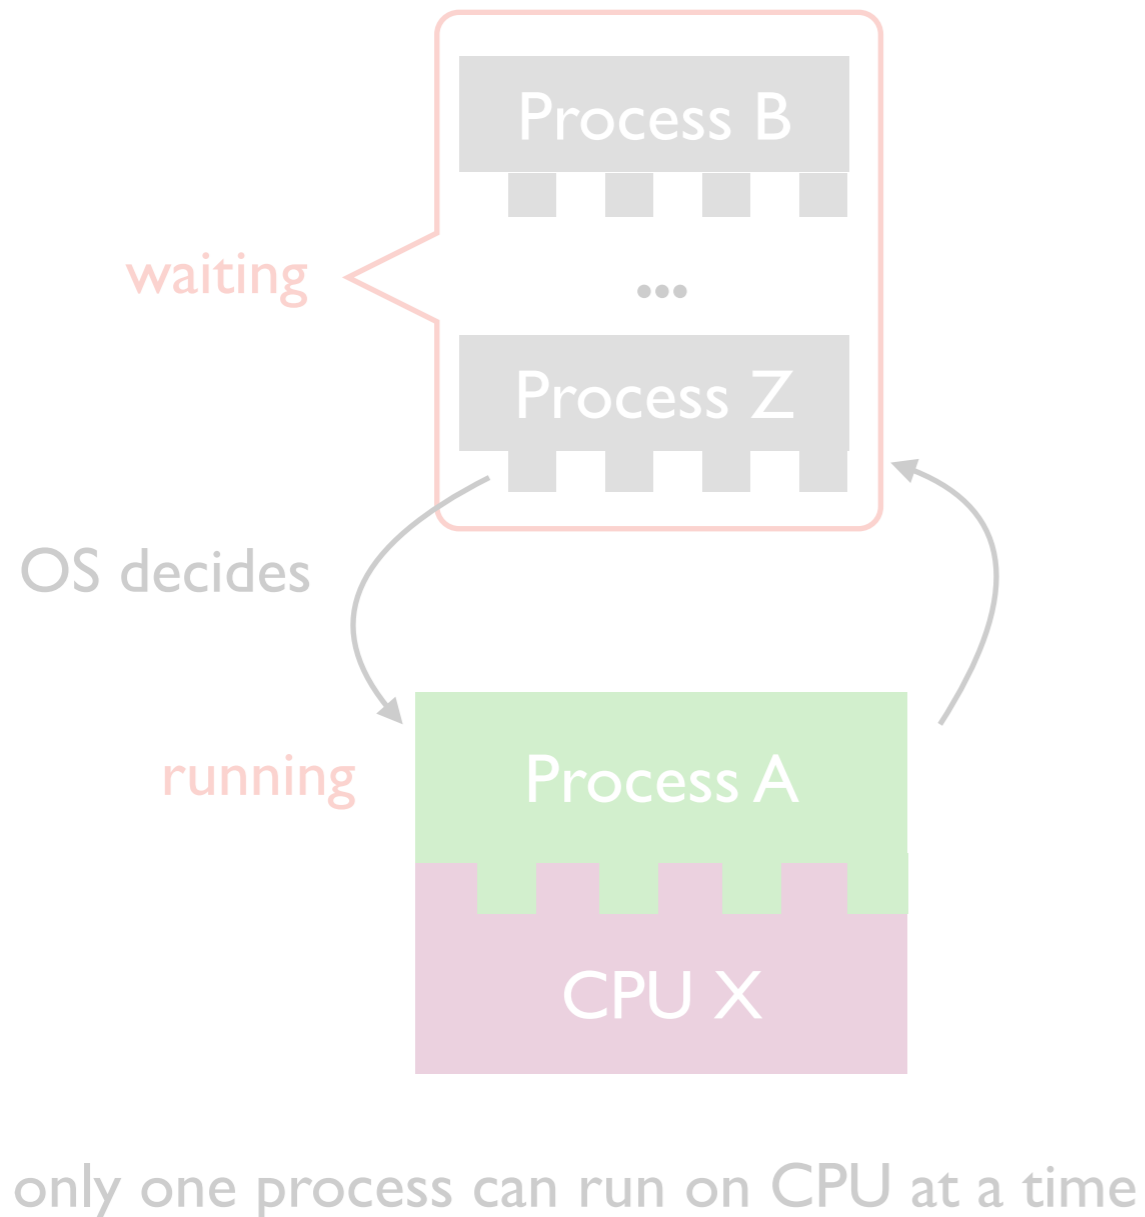 Process B
waiting
...
Process Z
OS decides
running
Process A
CPU X
only one process can run on CPU at a time